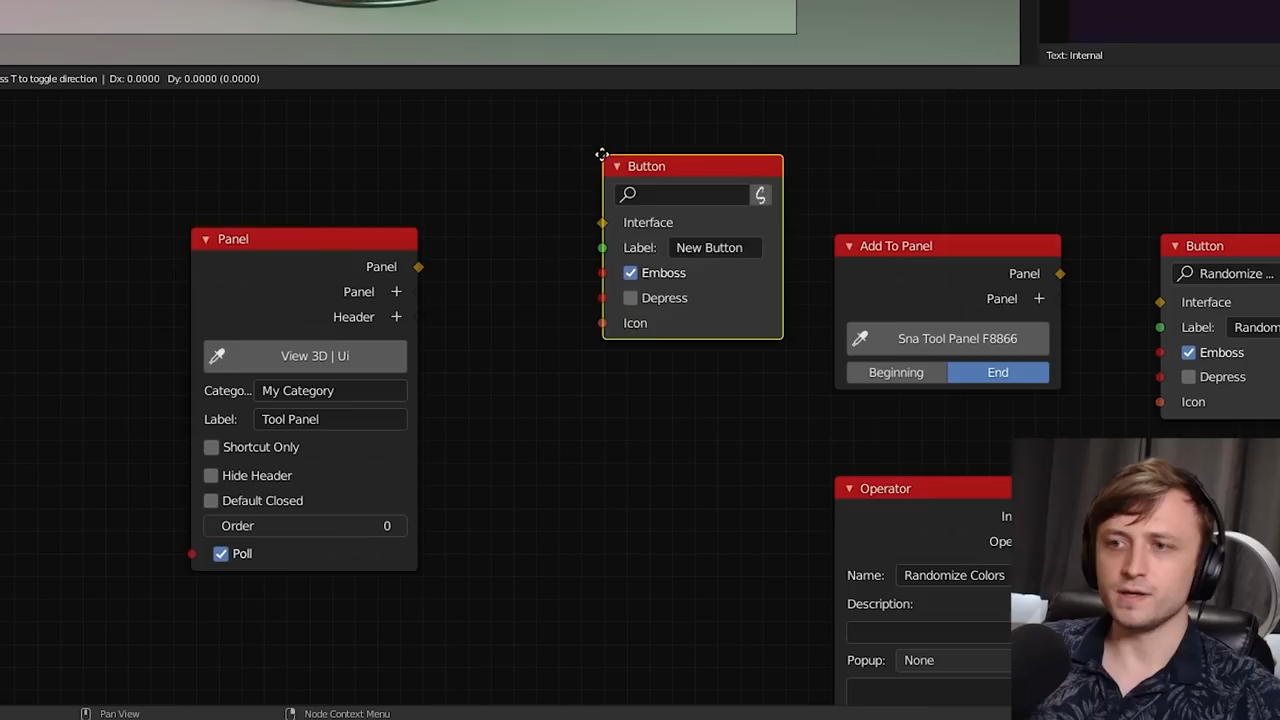 Text: Internal
ss T to toggle direction | Dx: 0.0000 Dy: 0.0000 (0.0000)
Button
Interface
Label: New Button
Emboss
Depress
Icon
Panel
Panel
Panel
Header
View 3D | Ui
Catego... My Category
Label: Tool Panel
Shortcut Only
Hide Header
Default Closed
Order 0
Poll
Add To Panel
Panel
Panel
Sna Tool Panel F8866
Beginning End
Button
Randomize ...
Interface
Label: Random
Emboss
Depress
Icon
Operator
In
Ope
Name: Randomize Colors
Description:
Popup: None
Pan View
Node Context Menu